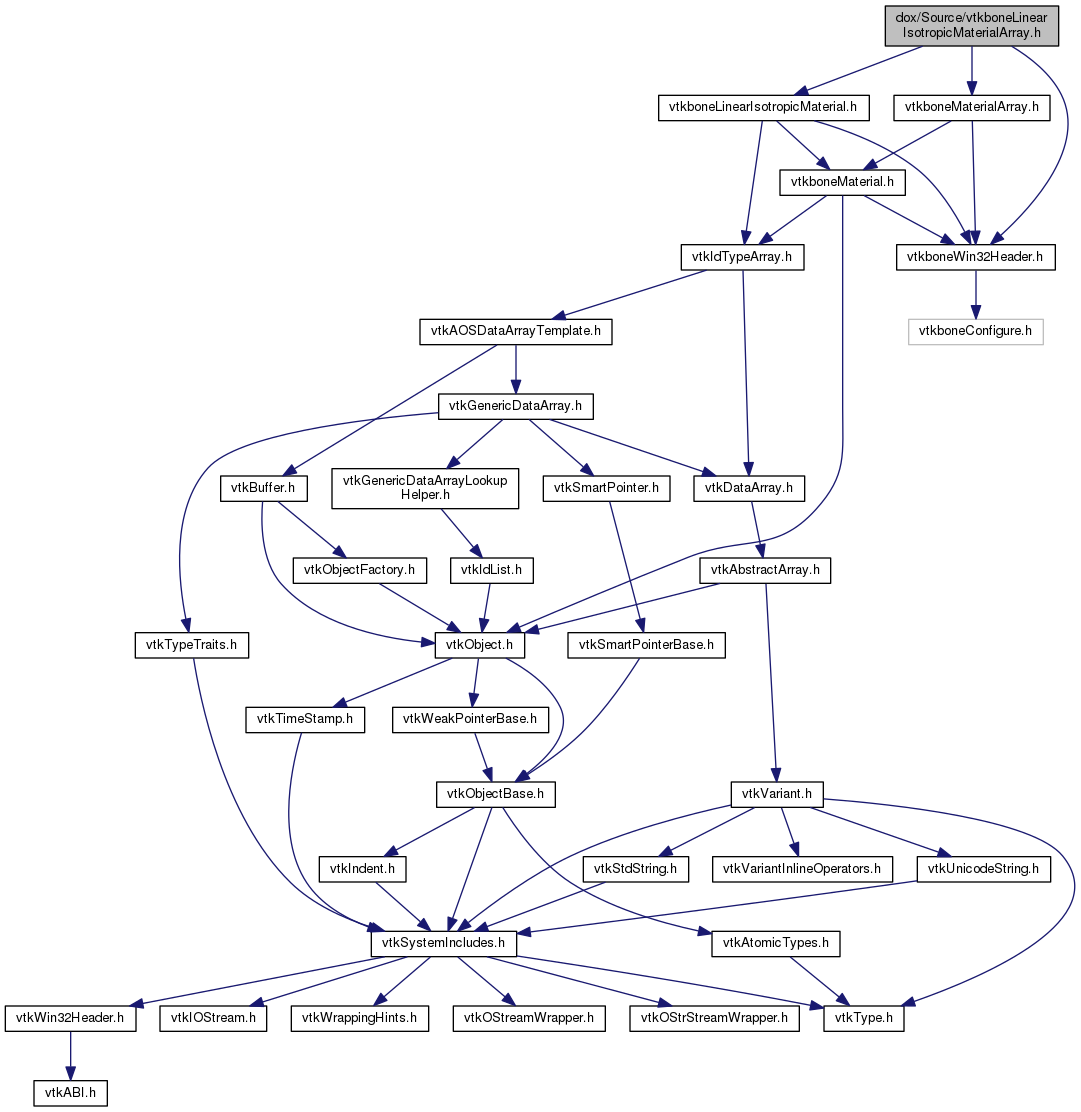 dox/Source/vtkboneLinear
IsotropicMaterialArray.h
vtkboneLinearIsotropicMaterial.h
vtkboneMaterialArray.h
vtkboneMaterial.h
vtkIdTypeArray.h
vtkboneWin32Header.h
vtkAOSDataArrayTemplate.h
vtkboneConfigure.h
vtkGenericDataArray.h
vtkBuffer.h
vtkGenericDataArrayLookup
Helper.h
vtkSmartPointer.h
vtkDataArray.h
vtkObjectFactory.h
vtkIdList.h
vtkAbstractArray.h
vtkTypeTraits.h
vtkObject.h
vtkSmartPointerBase.h
vtkTimeStamp.h
vtkWeakPointerBase.h
vtkObjectBase.h
vtkVariant.h
vtkIndent.h
vtkStdString.h
vtkVariantInlineOperators.h
vtkUnicodeString.h
vtkSystemIncludes.h
vtkAtomicTypes.h
vtkWin32Header.h
vtkIOStream.h
vtkWrappingHints.h
vtkOStreamWrapper.h
vtkOStrStreamWrapper.h
vtkType.h
vtkABI.h